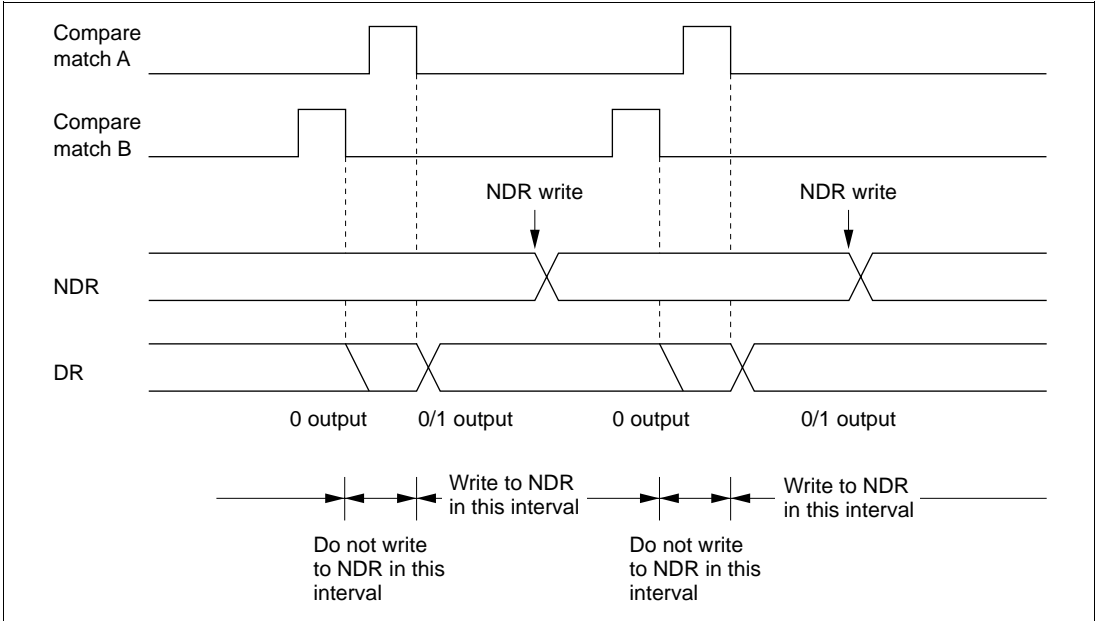 Compare
match A
Compare
match B
NDR write
NDR write
NDR
DR
0 output
0/1 output
0 output
0/1 output
Write to NDR
in this interval
Write to NDR
in this interval
Do not write
to NDR in this
interval
Do not write
to NDR in this
interval